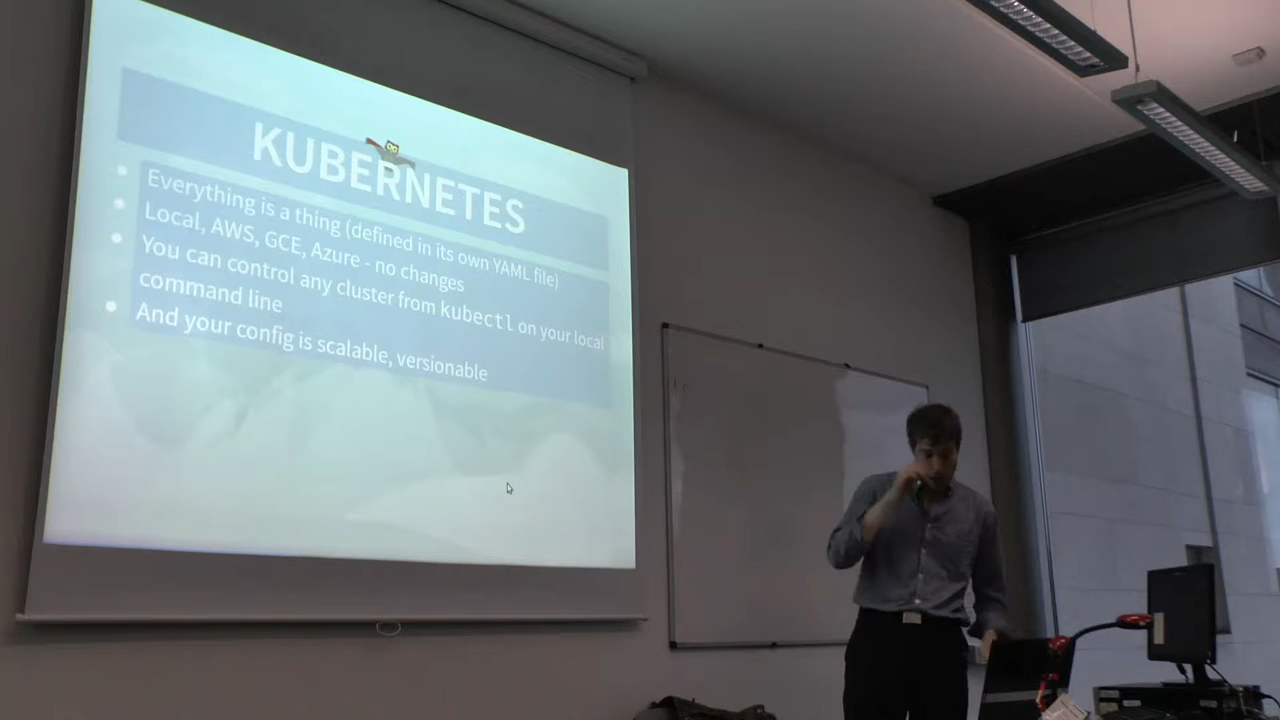 KUBERNETES
Everything is a thing (defined in its own YAML file)
Local, AWS, GCE, Azure - no changes
You can control any cluster from kubectl on your local
command line
And your config is scalable, versionable